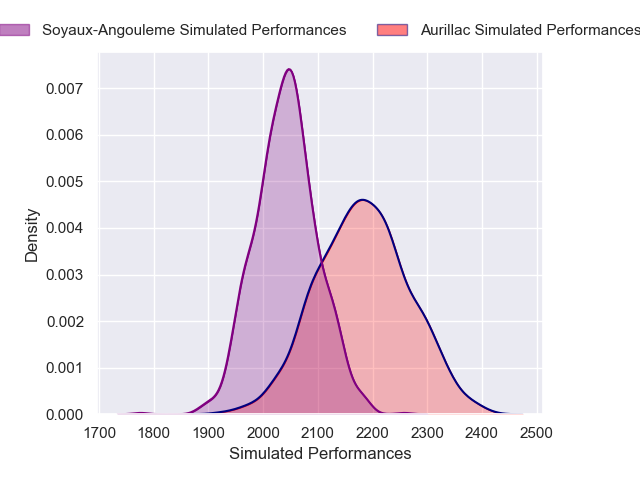 Soyaux-Angouleme Simulated Performances Aurillac Simulated Performances
0.007
0.006
0.005
0.004
0.003
0.002
0.001
0.000
Density
1700 1800 1900 2000 2100 2200 2300 2400 2500
Simulated Performances